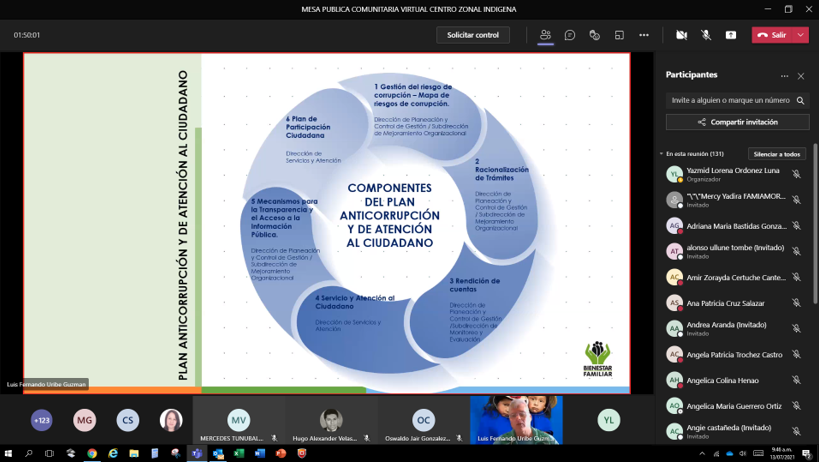 MESA PUBLICA COMUNITARIA VIRTUAL CENTRO ZONAL INDIGENA
01:50:01
Solicitar control
Salir
PLAN ANTICORRUPCIÓN Y DE ATENCIÓN AL CIUDADANO
COMPONENTES
DEL PLAN
ANTICORRUPCIÓN
Y DE ATENCIÓN
AL CIUDADANO
1 Gestión del riesgo de
corrupción – Mapa de
riesgos de corrupción.
Dirección de Planeación y
Control de Gestión / Subdirección
de Mejoramiento Organizacional
2
Racionalización
de Trámites
Dirección de
Planeación y
Control de Gestión
/ Subdirección de
Mejoramiento
Organizacional
3 Rendición de
cuentas
Dirección de
Planeación y
Control de Gestión
/Subdirección de
Monitoreo y
Evaluación
4 Servicio y Atención al
Ciudadano
Dirección de Servicios y
Atención
5 Mecanismos para
la Transparencia y
el Acceso a la
Información
Pública.
Dirección de Planeación
y Control de Gestión /
Subdirección de
Mejoramiento
Organizacional
6 Plan de
Participación
Ciudadana
Dirección de
Servicios y Atención
BIENESTAR
FAMILIAR
Luis Fernando Uribe Guzman
+123
MG
CS
MV
MERCEDES TUNUBAL...
Hugo Alexander Velas...
OC
Oswaldo Jair Gonzalez...
Luis Fernando Uribe Guzma
YL
Participantes
Invite a alguien o marque un número
Compartir invitación
En esta reunión (131)
Silenciar a todos
YL
Yazmid Lorena Ordonez Luna
Organizador
"\"\"Mercy Yadira FAMIAMOR...
Invitado
AG
Adriana Maria Bastidas Gonza...
AT
alonso ullune tombe (Invitado)
Invitado
AC
Amir Zorayda Certuche Cante...
AS
Ana Patricia Cruz Salazar
AA
Andrea Aranda (Invitado)
Invitado
AC
Angela Patricia Trochez Castro
AH
Angelica Colina Henao
AO
Angelica Maria Guerrero Ortiz
AC
Angie castañeda (Invitado)
Invitado
9:46 a.m.
13/07/2021